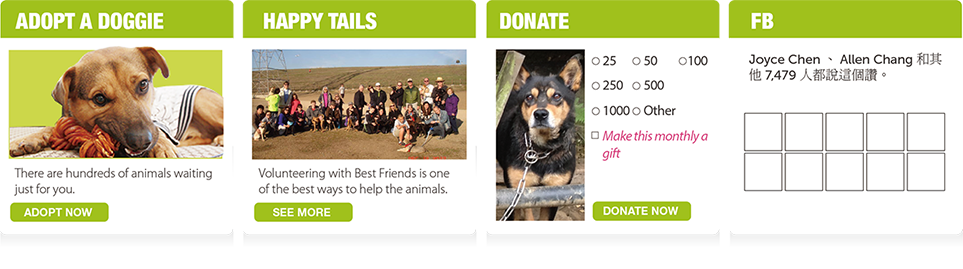 ADOPT A DOGGIE
There are hundreds of animals waiting
just for you.
ADOPT NOW
HAPPY TAILS
Volunteering with Best Friends is one
of the best ways to help the animals.
SEE MORE
DONATE
25 50 100
250 500
1000 Other
Make this monthly a
gift
DONATE NOW
FB
Joyce Chen 、 Allen Chang 和其
他 7,479 人都說這個讚。